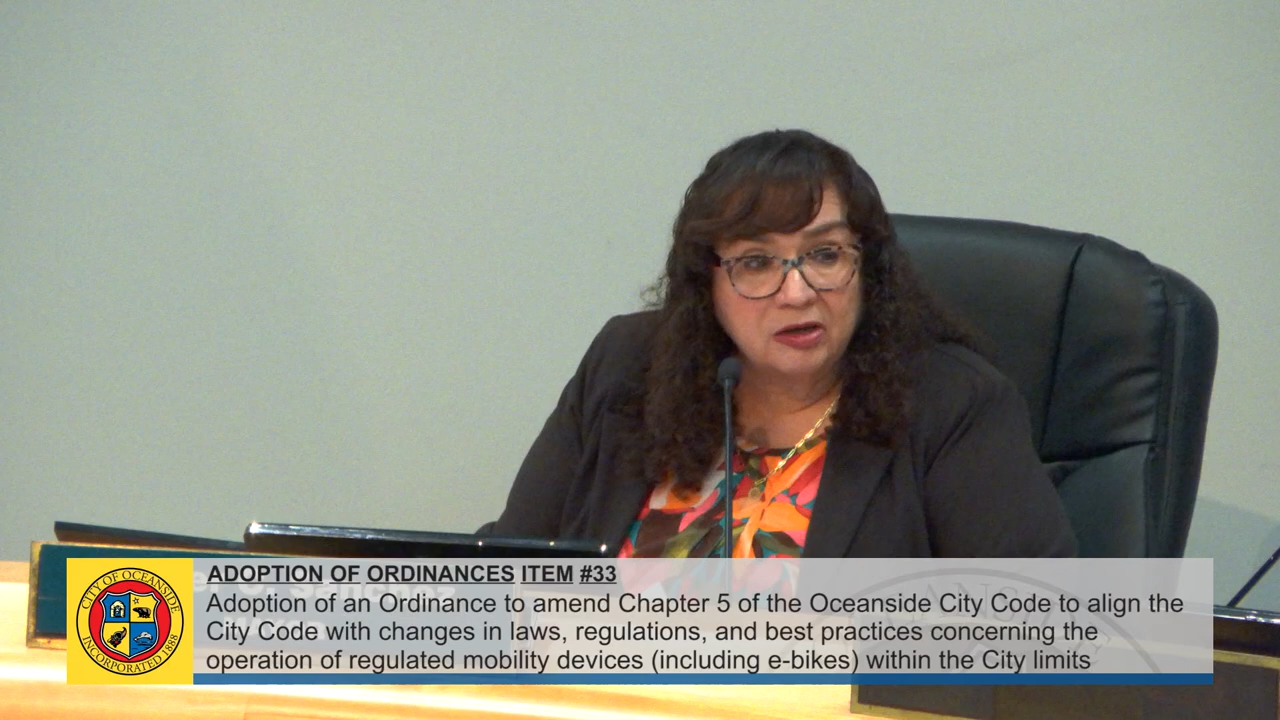 ADOPTION OF ORDINANCES ITEM #33
Adoption of an Ordinance to amend Chapter 5 of the Oceanside City Code to align the
City Code with changes in laws, regulations, and best practices concerning the
operation of regulated mobility devices (including e-bikes) within the City limits
CITY OF OCEANSIDE
INCORPORATED 1888